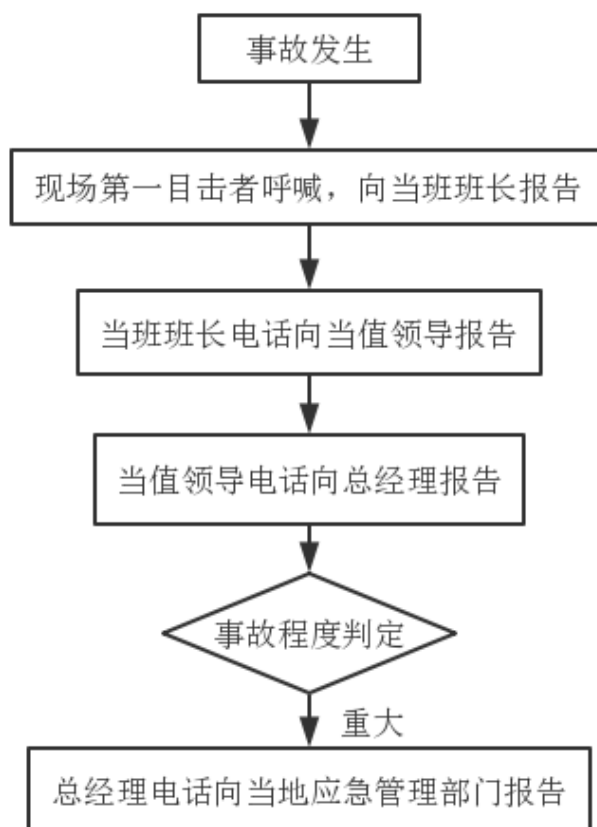 事故发生
现场第一目击者呼喊，向当班班长报告
当班班长电话向当值领导报告
当值领导电话向总经理报告
事故程度判定
重大
总经理电话向当地应急管理部门报告